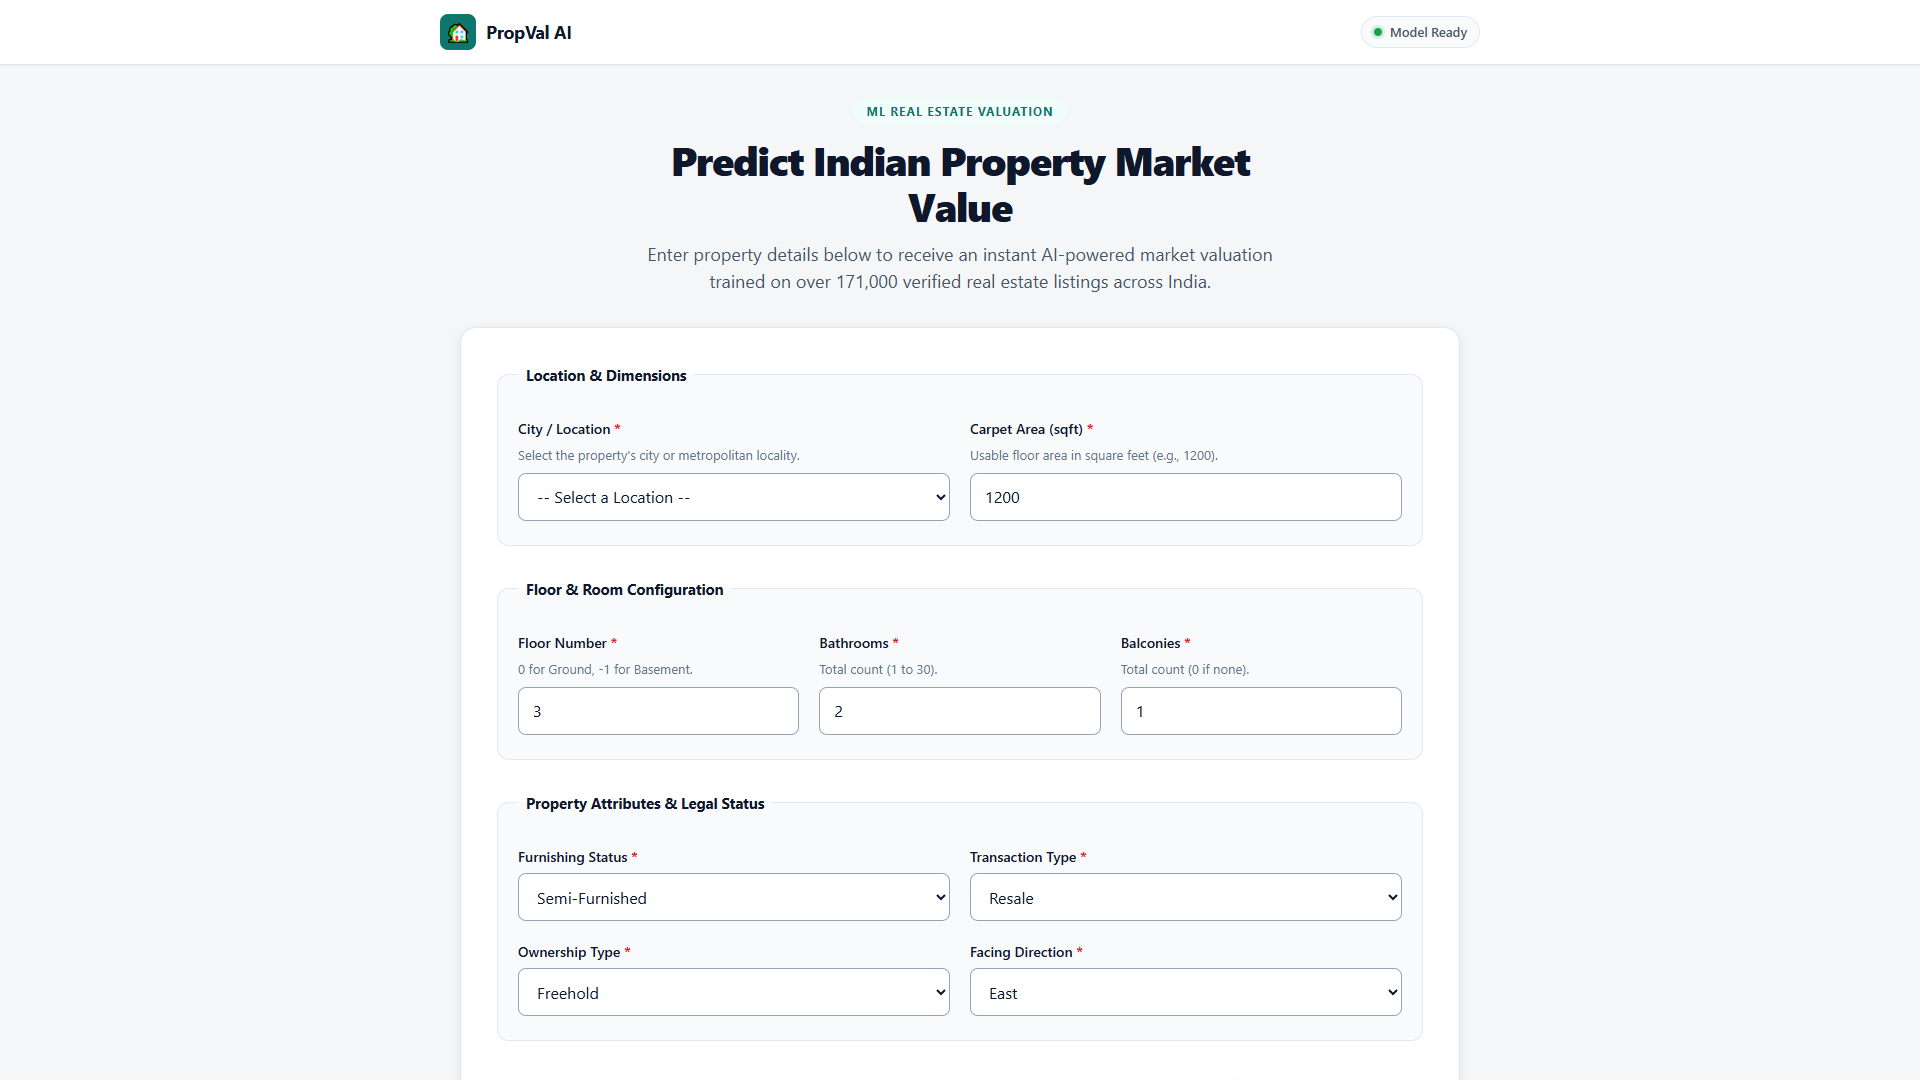 PropVal AI
Model Ready
ML REAL ESTATE VALUATION
Predict Indian Property Market
Value
Enter property details below to receive an instant AI-powered market valuation
trained on over 171,000 verified real estate listings across India.
Location & Dimensions
City / Location *
Select the property's city or metropolitan locality.
-- Select a Location --
Carpet Area (sqft) *
Usable floor area in square feet (e.g., 1200).
1200
Floor & Room Configuration
Floor Number *
0 for Ground, -1 for Basement.
3
Bathrooms *
Total count (1 to 30).
2
Balconies *
Total count (0 if none).
1
Property Attributes & Legal Status
Furnishing Status *
Semi-Furnished
Transaction Type *
Resale
Ownership Type *
Freehold
Facing Direction *
East